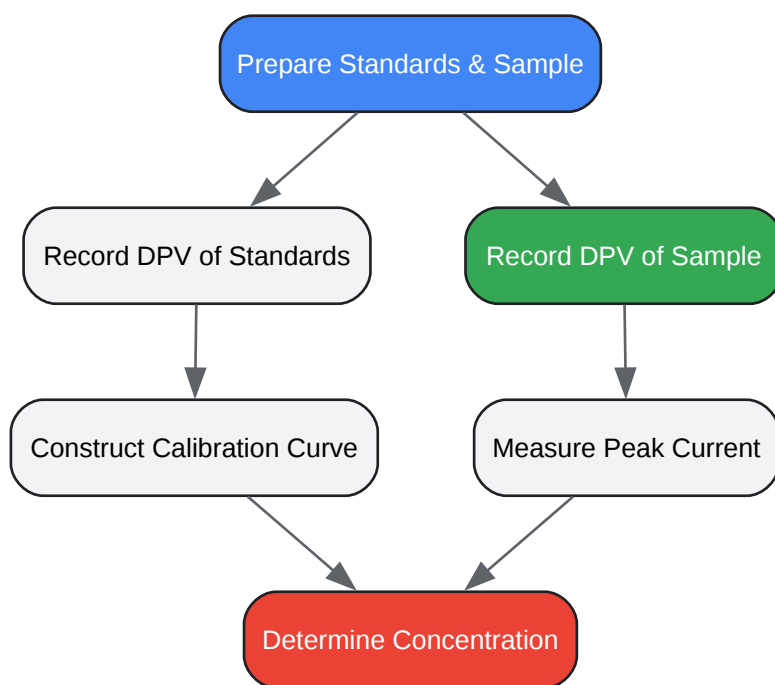 Prepare Standards & Sample
Record DPV of Standards
Record DPV of Sample
Construct Calibration Curve
Measure Peak Current
Determine Concentration